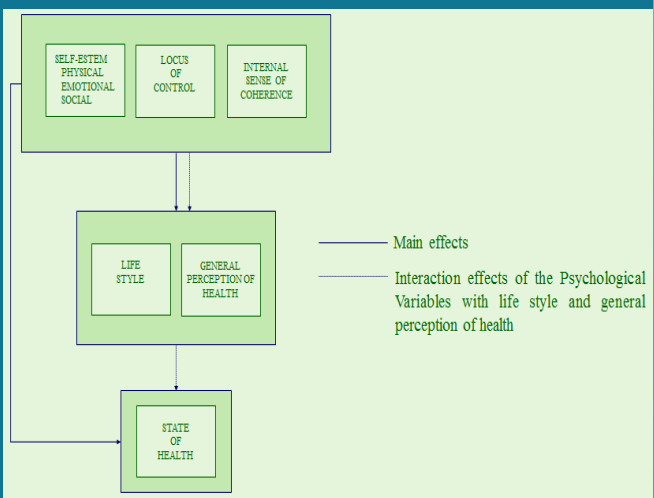 SELF-ESTEM
PHYSICAL
EMOTIONAL
SOCIAL
LOCUS
OF
CONTROL
INTERNAL
SENSE OF
COHERENCE
LIFE
STYLE
GENERAL
PERCEPTION OF
HEALTH
STATE
OF
HEALTH
Main effects
Interaction effects of the Psychological
Variables with life style and general
perception of health